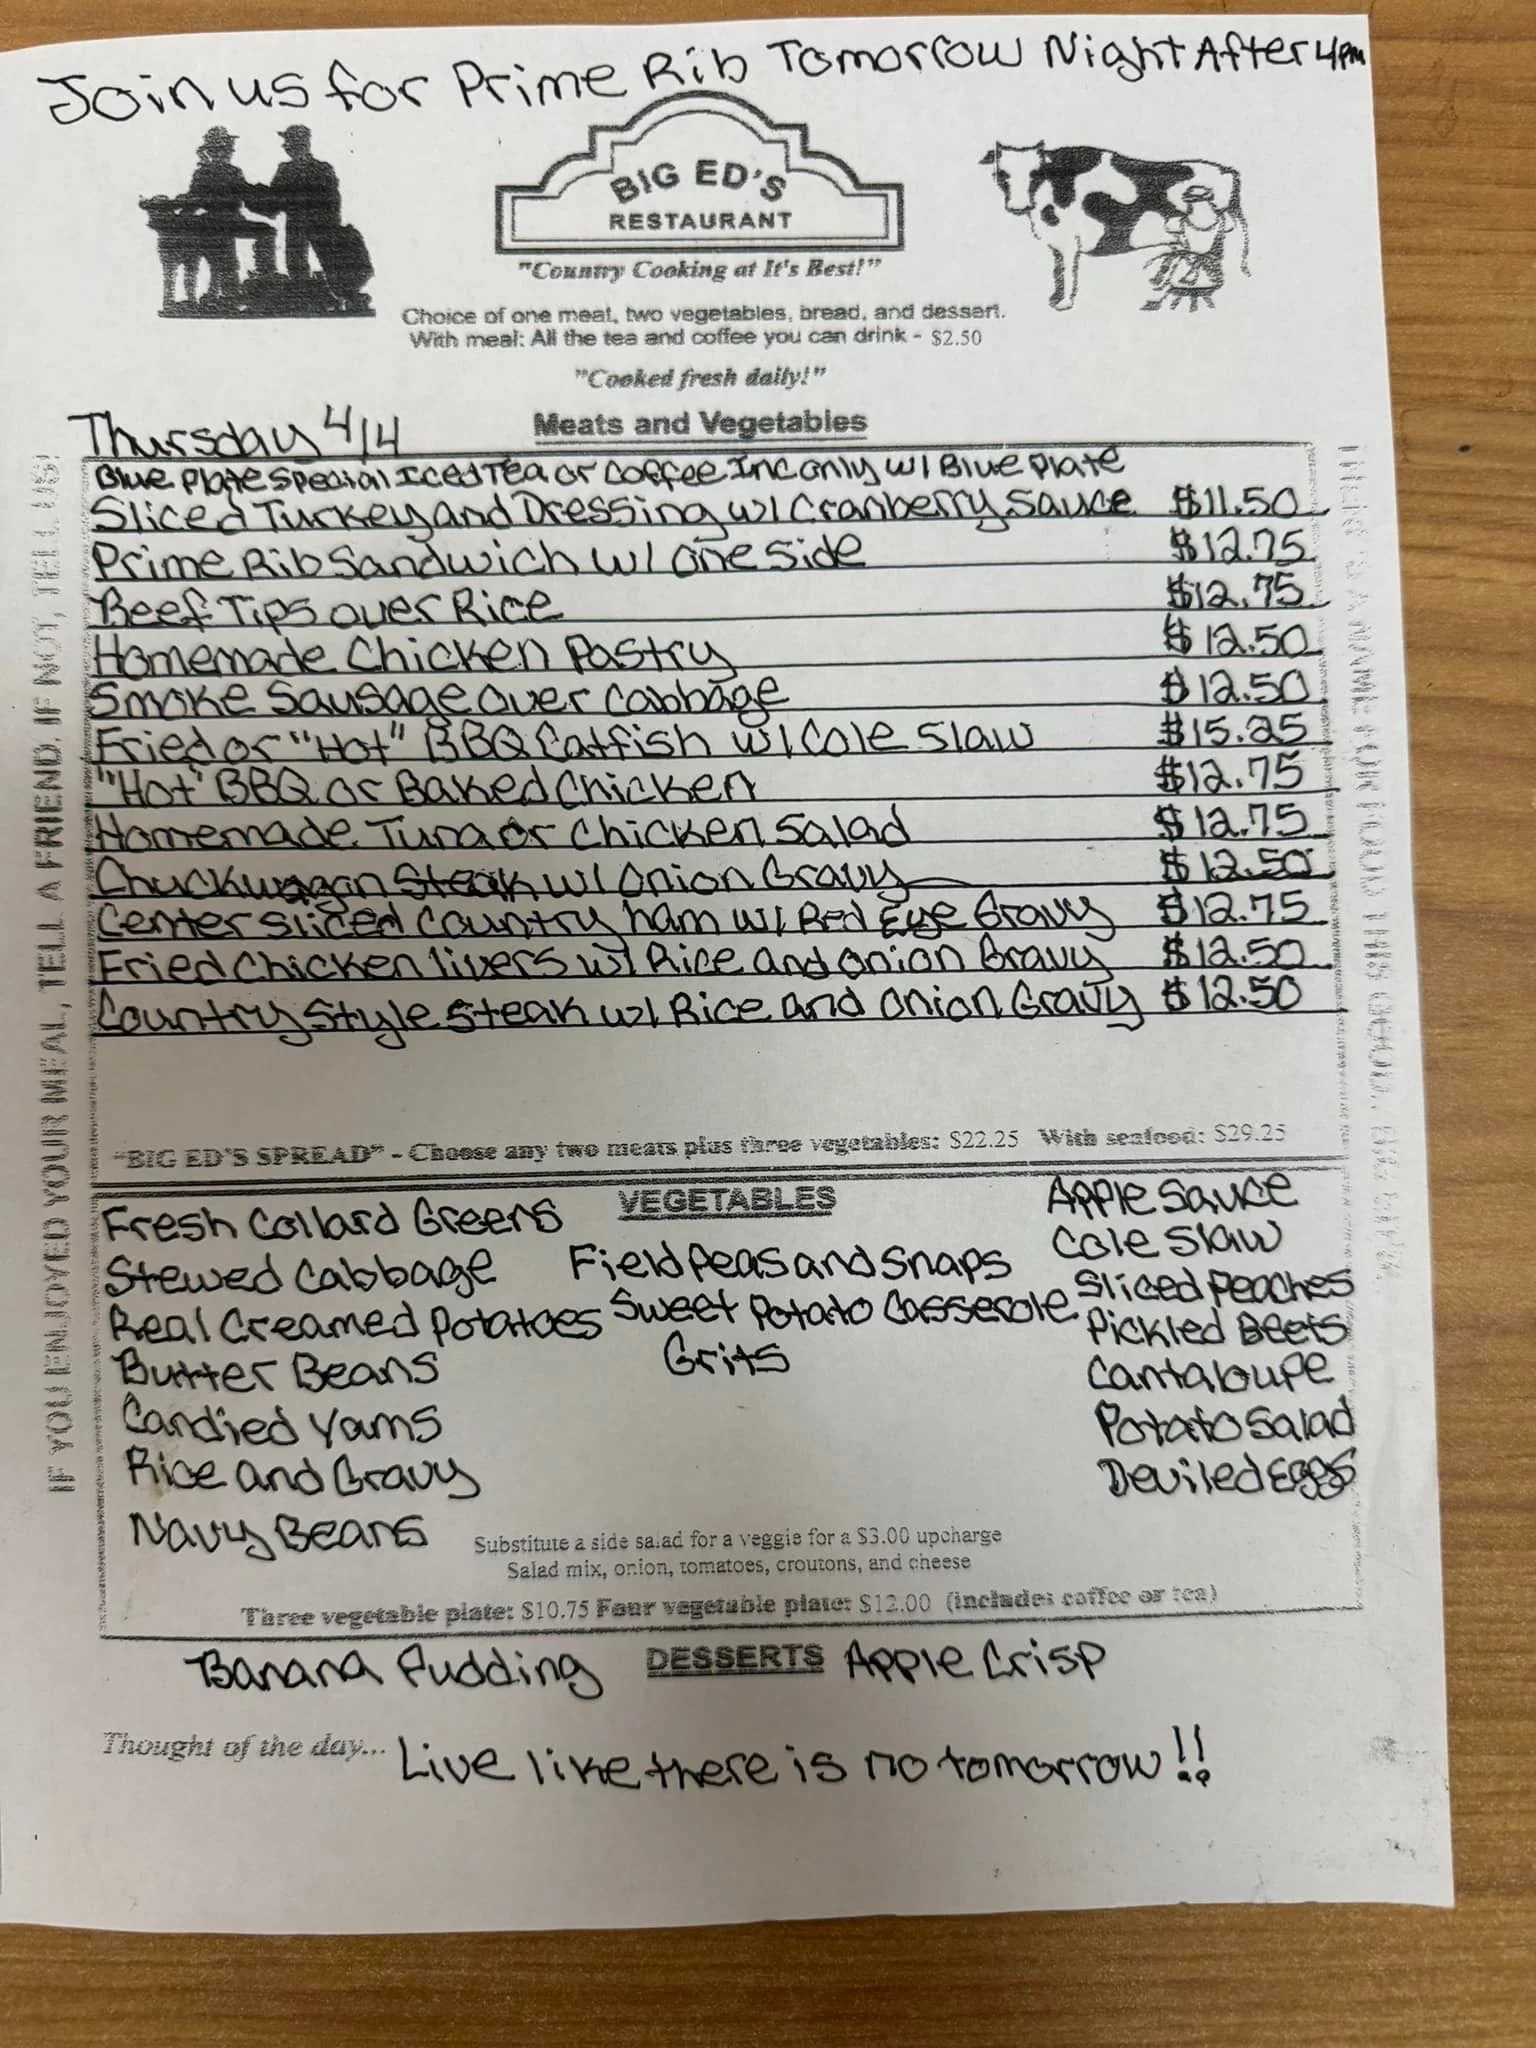 Join us for Prime Rib Tomorrow Night After 4pm
BIG ED'S
RESTAURANT
"Country Cooking at It's Best!"
Choice of one meat, two vegetables, bread, and dessert.
With meal: All the tea and coffee you can drink - $2.50
"Cooked fresh daily!"
Thursday 4/14
Meats and Vegetables
Blue Plate Special Iced Tea or Coffee Inc only w/ Blue Plate
Sliced Turkey and Dressing w/ Cranberry Sauce $11.50
Prime Rib Sandwich w/ one side $12.75
Beef Tips over Rice $12.75
Homemade Chicken Pastry $12.50
Smoke Sausage over Cabbage $12.50
Fried or "Hot" BBQ Catfish w/ Cole Slaw $15.25
"Hot" BBQ or Baked Chicken $12.75
Homemade Tuna or Chicken Salad $12.75
Chuckwagon Steak w/ Onion Gravy $12.50
Center Sliced Country ham w/ Red Eye Gravy $12.75
Fried Chicken livers w/ Rice and onion Gravy $12.50
Country Style Steak w/ Rice and Onion Gravy $12.50
"BIG ED'S SPREAD" - Choose any two meats plus three vegetables: $22.25 With seafood: $29.25
VEGETABLES
Fresh Collard Greens
Stewed Cabbage
Real Creamed Potatoes
Butter Beans
Candied Yams
Rice and Gravy
Navy Beans
Field Peas and Snaps
Sweet Potato Casserole
Grits
Apple Sauce
Cole Slaw
Sliced Peaches
Pickled Beets
Cantaloupe
Potato Salad
Deviled Eggs
Substitute a side salad for a veggie for a $3.00 upcharge
Salad mix, onion, tomatoes, croutons, and cheese
Three vegetable plate: $10.75 Four vegetable plate: $12.00 (includes coffee or tea)
DESSERTS
Banana Pudding
Apple Crisp
Thought of the day... Live like there is no tomorrow!!
IF YOU ENJOYED YOUR MEAL, TELL A FRIEND. IF NOT, TELL US!
THERE IS A NAME FOR FOOD THIS GOOD... BIG ED'S.